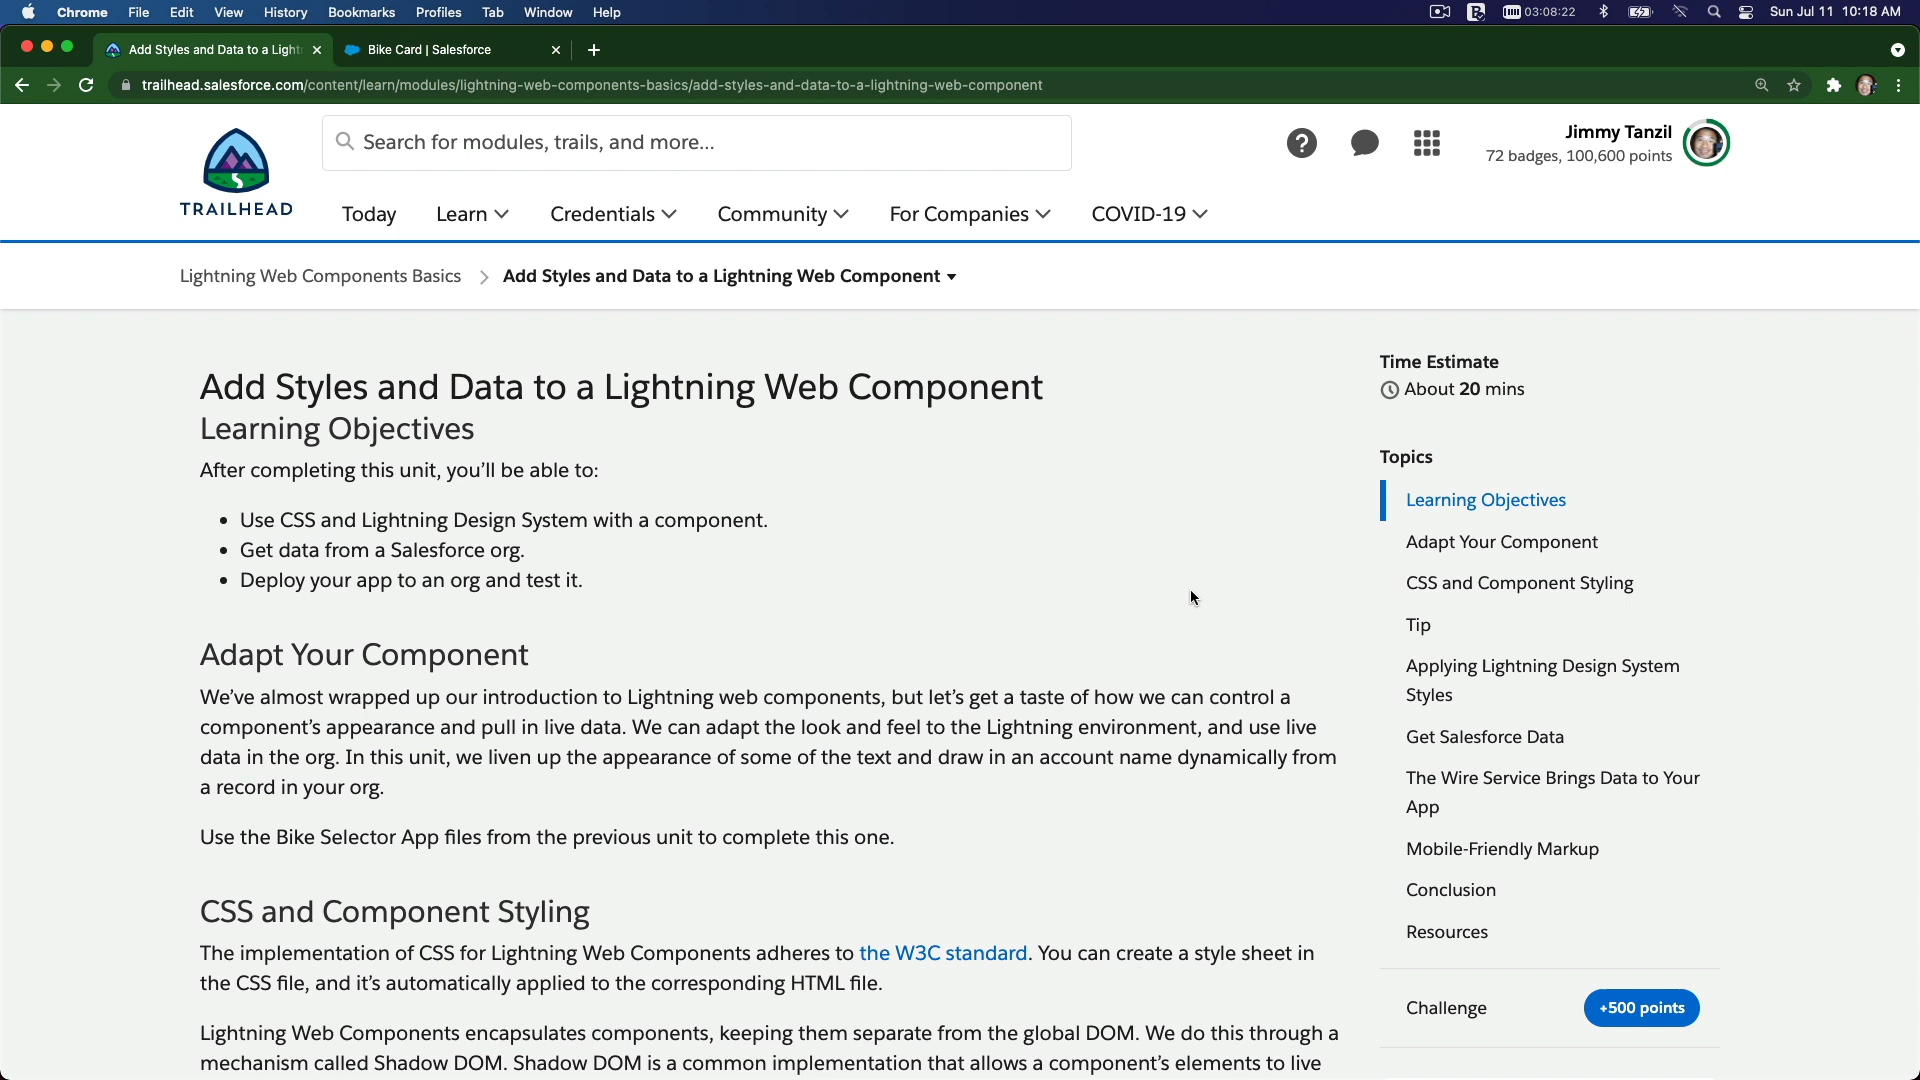 Chrome File Edit View History Bookmarks Profiles Tab Window Help 03:08:22 Sun Jul 11 10:18 AM
Add Styles and Data to a Light Bike Card | Salesforce
trailhead.salesforce.com/content/learn/modules/lightning-web-components-basics/add-styles-and-data-to-a-lightning-web-component
Search for modules, trails, and more...
Jimmy Tanzil
72 badges, 100,600 points
TRAILHEAD
Today Learn Credentials Community For Companies COVID-19
Lightning Web Components Basics Add Styles and Data to a Lightning Web Component
Add Styles and Data to a Lightning Web Component
Learning Objectives
After completing this unit, you'll be able to:
• Use CSS and Lightning Design System with a component.
• Get data from a Salesforce org.
• Deploy your app to an org and test it.
Adapt Your Component
We've almost wrapped up our introduction to Lightning web components, but let's get a taste of how we can control a
component's appearance and pull in live data. We can adapt the look and feel to the Lightning environment, and use live
data in the org. In this unit, we liven up the appearance of some of the text and draw in an account name dynamically from
a record in your org.
Use the Bike Selector App files from the previous unit to complete this one.
CSS and Component Styling
The implementation of CSS for Lightning Web Components adheres to the W3C standard. You can create a style sheet in
the CSS file, and it's automatically applied to the corresponding HTML file.
Lightning Web Components encapsulates components, keeping them separate from the global DOM. We do this through a
mechanism called Shadow DOM. Shadow DOM is a common implementation that allows a component's elements to live
Time Estimate
About 20 mins
Topics
Learning Objectives
Adapt Your Component
CSS and Component Styling
Tip
Applying Lightning Design System
Styles
Get Salesforce Data
The Wire Service Brings Data to Your
App
Mobile-Friendly Markup
Conclusion
Resources
Challenge +500 points